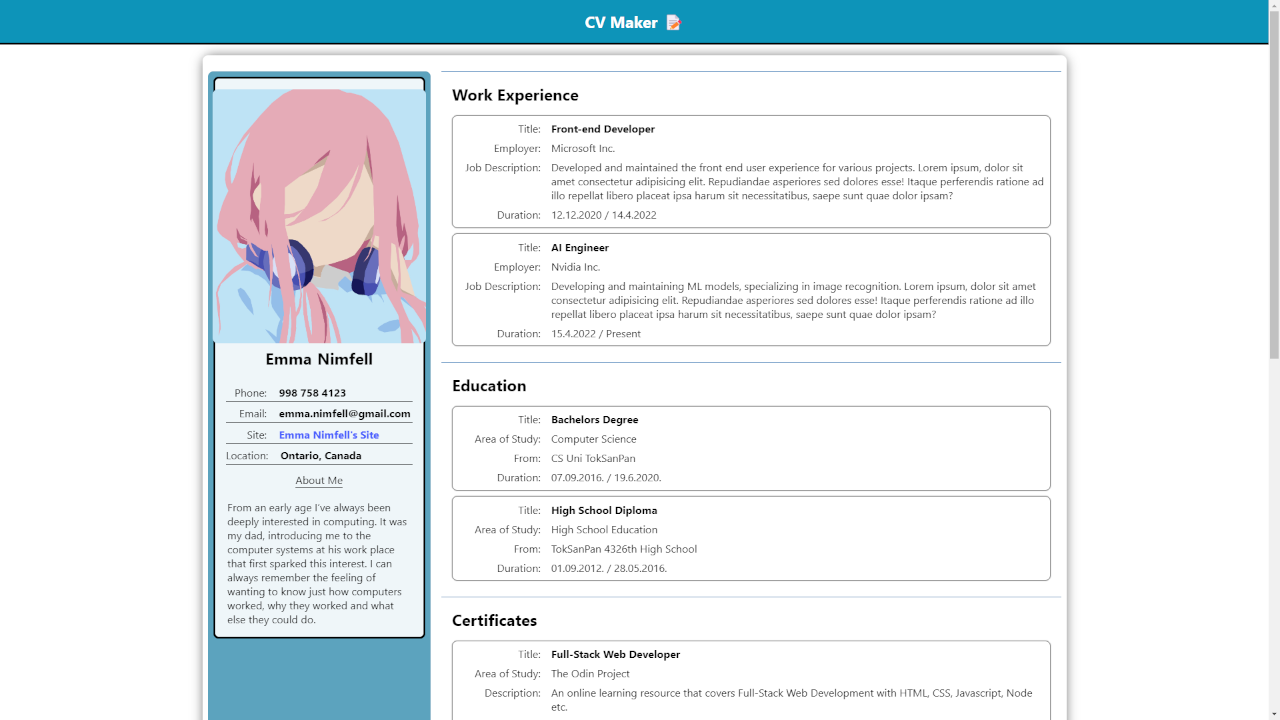 CV Maker 📝
Emma Nimfell
Phone: 998 758 4123
Email: emma.nimfell@gmail.com
Site: Emma Nimfell's Site
Location: Ontario, Canada
About Me
From an early age I've always been
deeply interested in computing. It was
my dad, introducing me to the
computer systems at his work place
that first sparked this interest. I can
always remember the feeling of
wanting to know just how computers
worked, why they worked and what
else they could do.
Work Experience
Title: Front-end Developer
Employer: Microsoft Inc.
Job Description: Developed and maintained the front end user experience for various projects. Lorem ipsum, dolor sit
amet consectetur adipisicing elit. Repudiandae asperiores sed dolores esse! Itaque perferendis ratione ad
illo repellat libero placeat ipsa harum sit necessitatibus, saepe sunt quae dolor ipsam?
Duration: 12.12.2020 / 14.4.2022
Title: AI Engineer
Employer: Nvidia Inc.
Job Description: Developing and maintaining ML models, specializing in image recognition. Lorem ipsum, dolor sit amet
consectetur adipisicing elit. Repudiandae asperiores sed dolores esse! Itaque perferendis ratione ad illo
repellat libero placeat ipsa harum sit necessitatibus, saepe sunt quae dolor ipsam?
Duration: 15.4.2022 / Present
Education
Title: Bachelors Degree
Area of Study: Computer Science
From: CS Uni TokSanPan
Duration: 07.09.2016. / 19.6.2020.
Title: High School Diploma
Area of Study: High School Education
From: TokSanPan 4326th High School
Duration: 01.09.2012. / 28.05.2016.
Certificates
Title: Full-Stack Web Developer
Area of Study: The Odin Project
Description: An online learning resource that covers Full-Stack Web Development with HTML, CSS, Javascript, Node
etc.